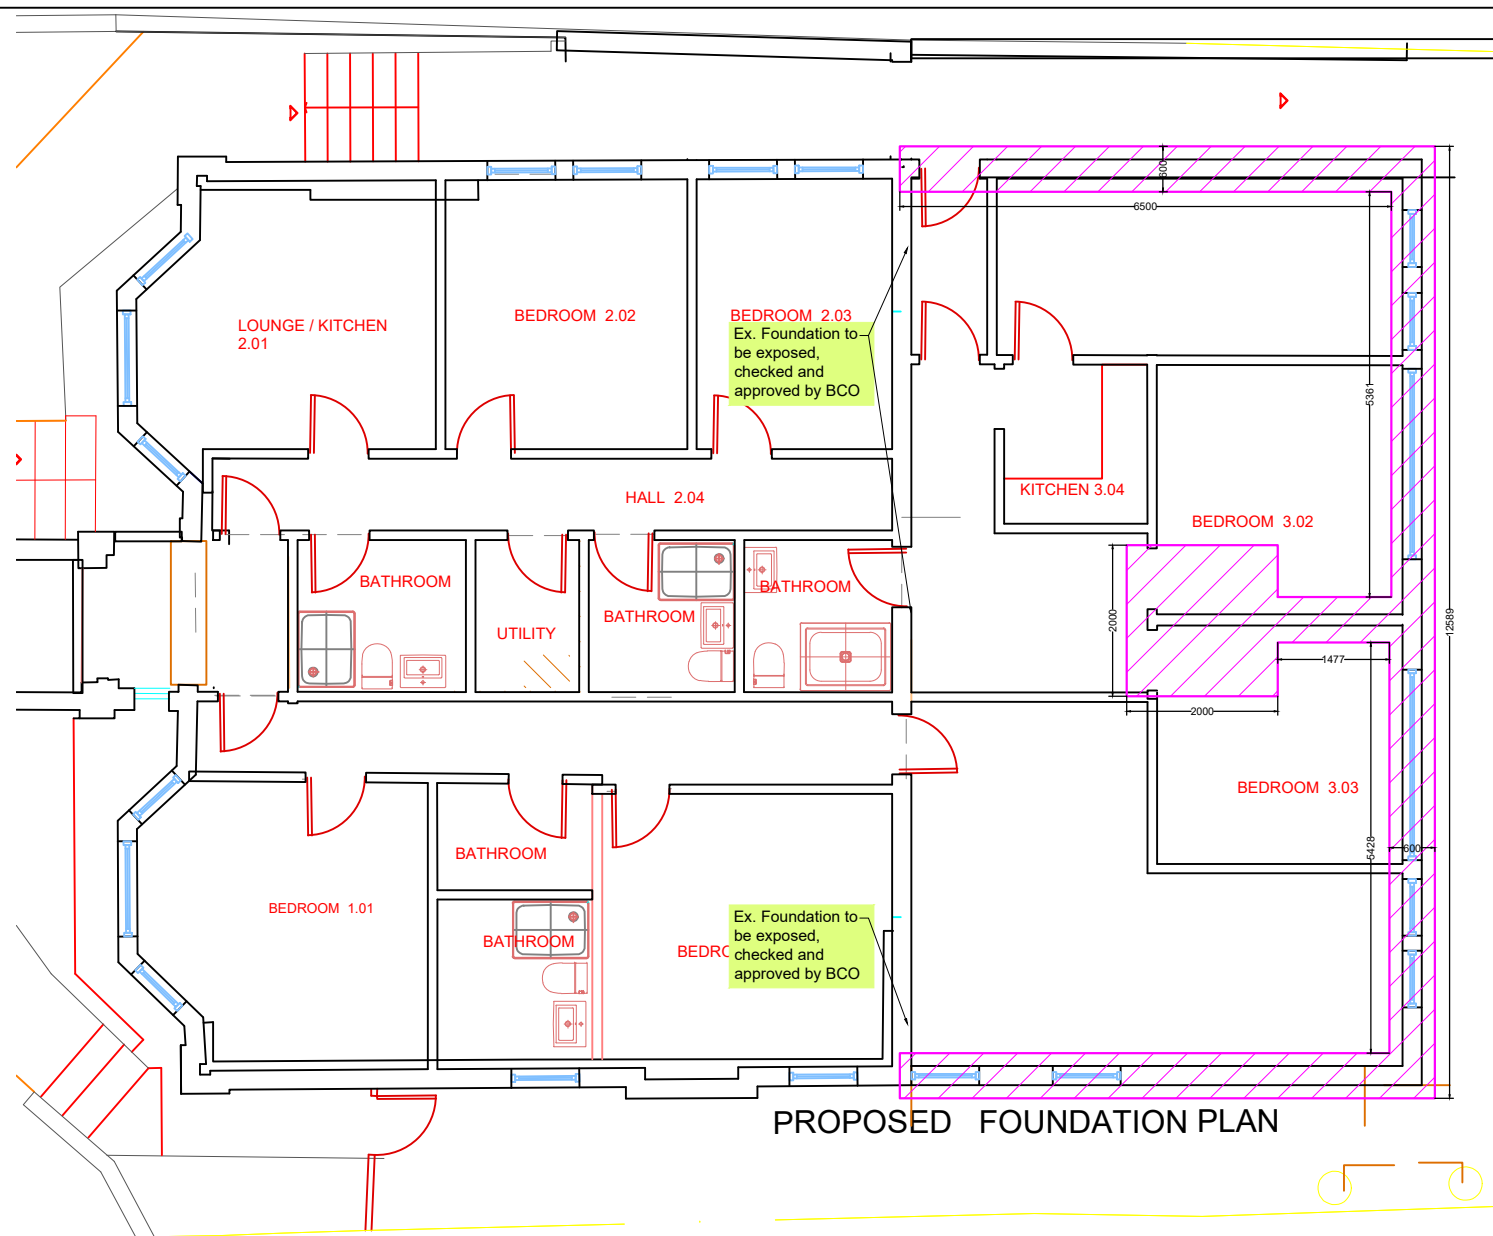 600
6500
LOUNGE / KITCHEN
2.01
BEDROOM 2.02
BEDROOM 2.03
Ex. Foundation to
be exposed,
checked and
approved by BCO
5361
KITCHEN 3.04
HALL 2.04
BEDROOM 3.02
BATHROOM
BATHROOM
BATHROOM
UTILITY
2000
12589
1477
2000
BEDROOM 3.03
5428
600
BATHROOM
BEDROOM 1.01
BATHROOM
BEDRO
Ex. Foundation to
be exposed,
checked and
approved by BCO
PROPOSED FOUNDATION PLAN